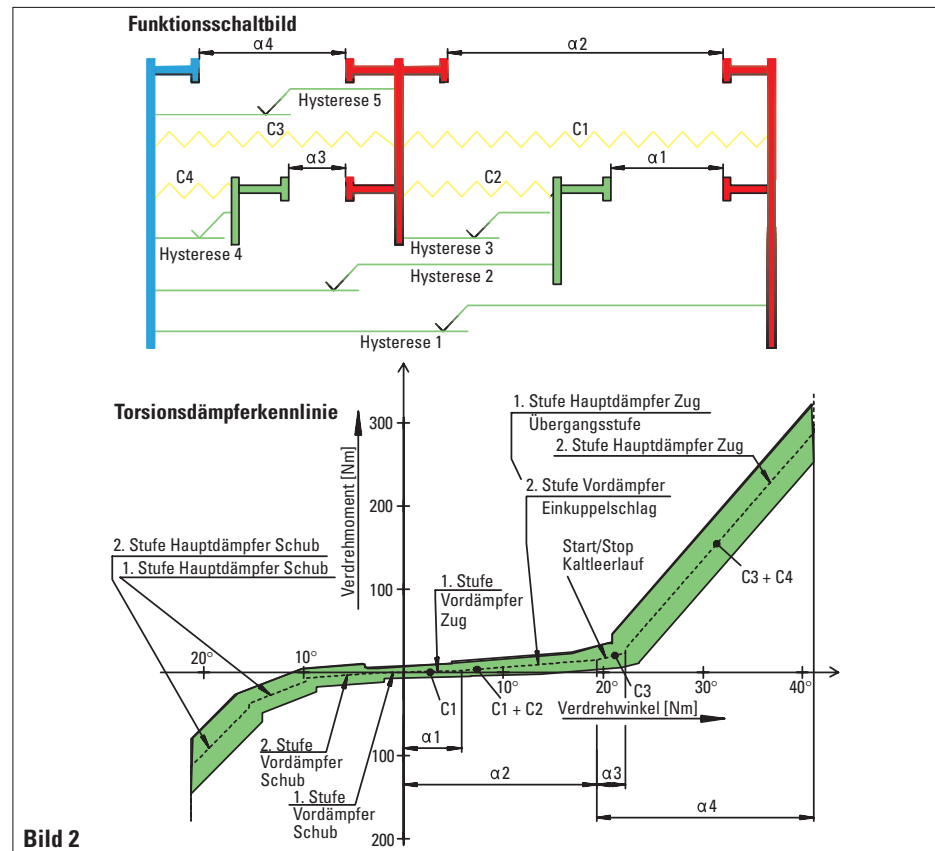 Funktionsschaltbild
α4
α2
Hysterese 5
C3
C1
α3
α1
C4
C2
Hysterese 4
Hysterese 3
Hysterese 2
Hysterese 1
Torsionsdämpferkennlinie
Verdrehmoment [Nm]
300
200
100
100
200
1. Stufe Hauptdämpfer Zug
Übergangsstufe
2. Stufe Hauptdämpfer Zug
2. Stufe Vordämpfer
Einkuppelschlag
2. Stufe Hauptdämpfer Schub
1. Stufe Hauptdämpfer Schub
Start/Stop
Kaltleerlauf
C3 + C4
1. Stufe
Vordämpfer
Zug
20°
10°
10°
20°
30°
40°
C1
C1 + C2
C3
Verdrehwinkel [Nm]
α1
2. Stufe
Vordämpfer
Schub
α2
α3
1. Stufe
Vordämpfer
Schub
α4
Bild 2